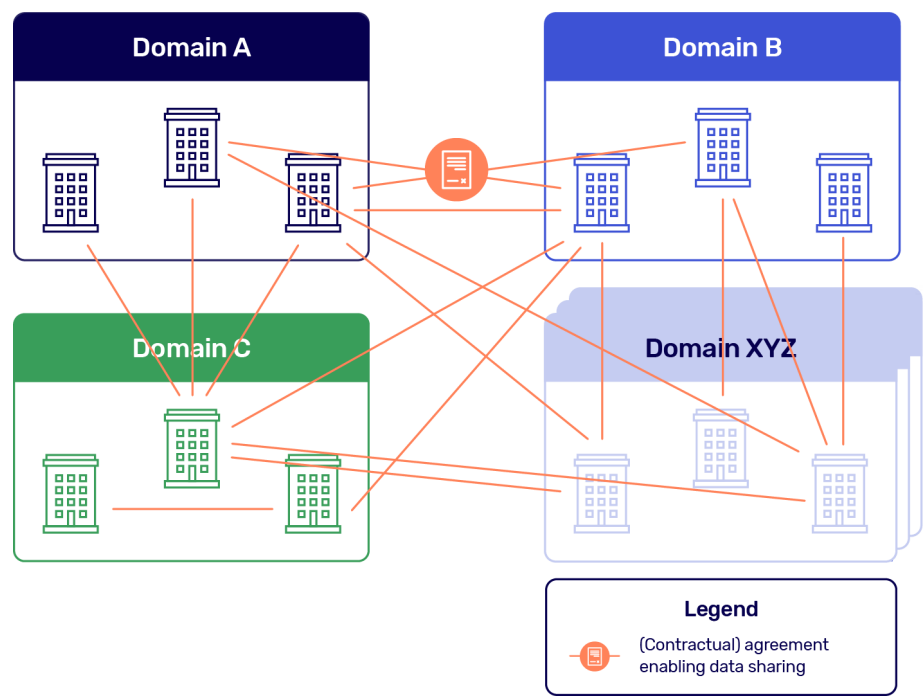 Domain A
Domain B
Domain C
Domain XYZ
Legend
(Contractual) agreement
enabling data sharing